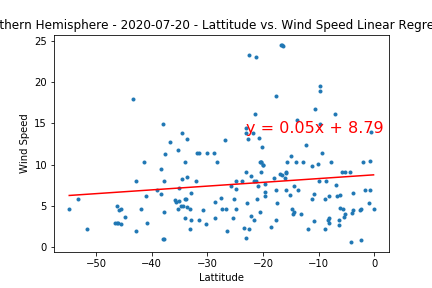 thern Hemisphere - 2020-07-20 - Lattitude vs. Wind Speed Linear Regre
25
20
15
10
5
0
Wind Speed
y = 0.05x + 8.79
−50 −40 −30 −20 −10 0
Lattitude